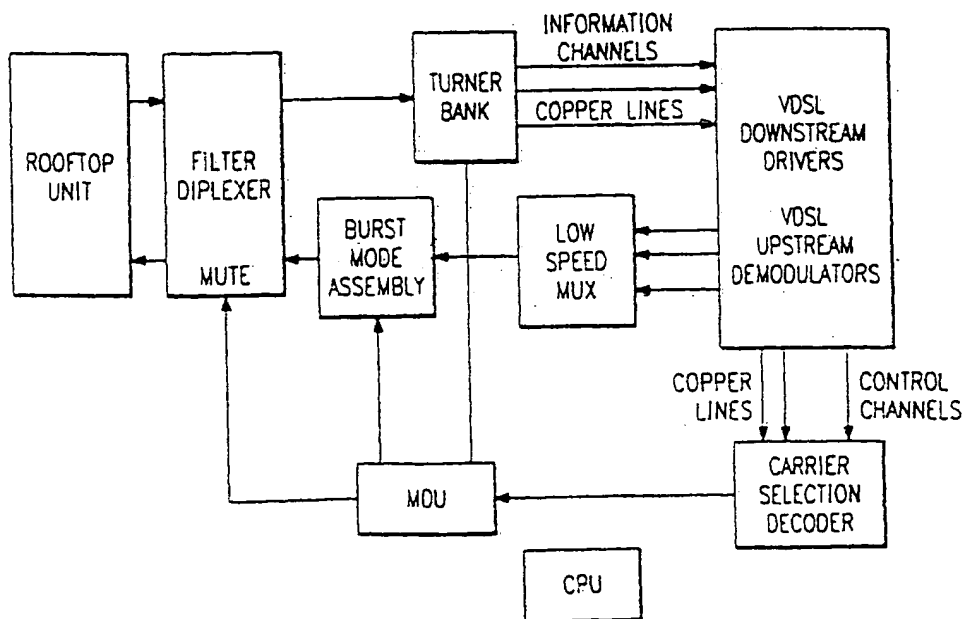 INFORMATION
CHANNELS
TURNER
BANK
COPPER LINES
VDSL
DOWNSTREAM
DRIVERS
ROOFTOP
UNIT
FILTER
DIPLEXER
MUTE
BURST
MODE
ASSEMBLY
LOW
SPEED
MUX
VDSL
UPSTREAM
DEMODULATORS
COPPER
LINES
CONTROL
CHANNELS
MDU
CARRIER
SELECTION
DECODER
CPU